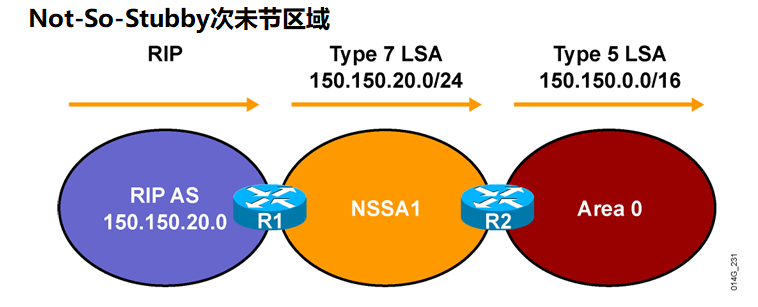 Not-So-Stubby次末节区域
RIP
Type 7 LSA
150.150.20.0/24
Type 5 LSA
150.150.0.0/16
RIP AS
150.150.20.0
R1
NSSA1
R2
Area 0
014G_231